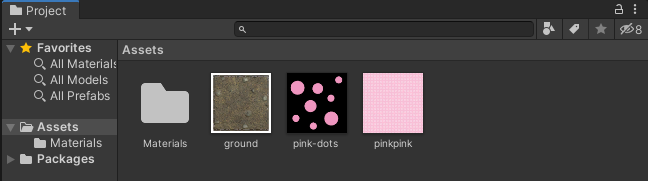 Project
8
Favorites
All Materials
All Models
All Prefabs
Assets
Materials
Packages
Assets
Materials
ground
pink-dots
pinkpink